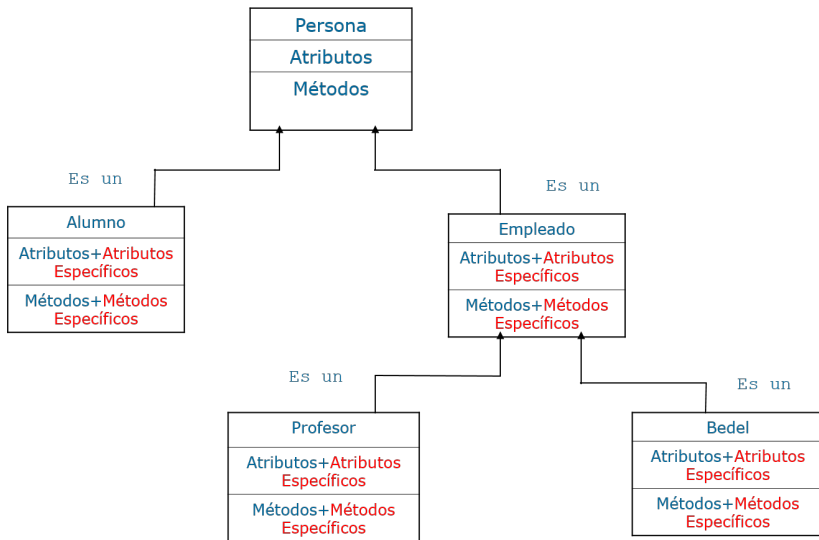 Persona
Atributos
Métodos
Es un
Es un
Alumno
Atributos+Atributos
Específicos
Métodos+Métodos
Específicos
Empleado
Atributos+Atributos
Específicos
Métodos+Métodos
Específicos
Es un
Es un
Profesor
Atributos+Atributos
Específicos
Métodos+Métodos
Específicos
Bedel
Atributos+Atributos
Específicos
Métodos+Métodos
Específicos